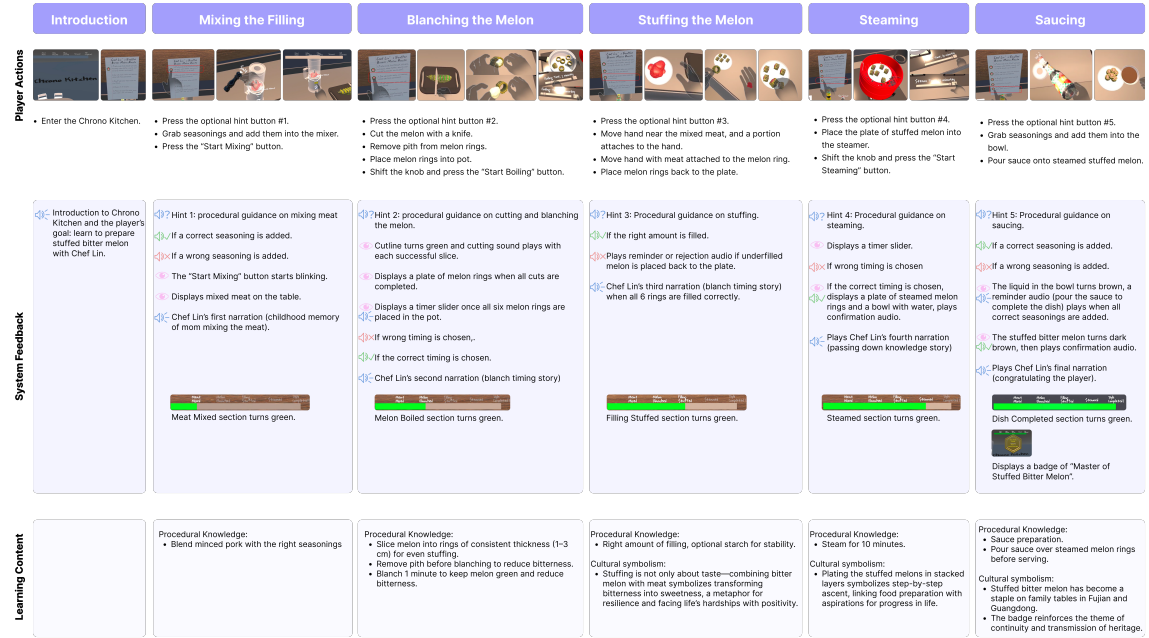 Introduction
Mixing the Filling
Blanching the Melon
Stuffing the Melon
Steaming
Saucing
Player Actions
Chrono Kitchen
• Enter the Chrono Kitchen.
• Press the optional hint button #1.
• Grab seasonings and add them into the mixer.
• Press the “Start Mixing” button.
• Press the optional hint button #2.
• Cut the melon with a knife.
• Remove pith from melon rings.
• Place melon rings into pot.
• Shift the knob and press the “Start Boiling” button.
• Press the optional hint button #3.
• Move hand near the mixed meat, and a portion
attaches to the hand.
• Move hand with meat attached to the melon ring.
• Place melon rings back to the plate.
• Press the optional hint button #4.
• Place the plate of stuffed melon into
the steamer.
• Shift the knob and press the “Start
Steaming” button.
• Press the optional hint button #5.
• Grab seasonings and add them into the
bowl.
• Pour sauce onto steamed stuffed melon.
System Feedback
Introduction to Chrono
Kitchen and the player’s
goal: learn to prepare
stuffed bitter melon
with Chef Lin.
Hint 1: procedural guidance on mixing meat
If a correct seasoning is added.
If a wrong seasoning is added.
The “Start Mixing” button starts blinking.
Displays mixed meat on the table.
Chef Lin’s first narration (childhood memory
of mom mixing the meat).
Meat Mixed section turns green.
Hint 2: procedural guidance on cutting and blanching
the melon.
Cutline turns green and cutting sound plays with
each successful slice.
Displays a plate of melon rings when all cuts are
completed.
Displays a timer slider once all six melon rings are
placed in the pot.
If wrong timing is chosen,.
If the correct timing is chosen.
Chef Lin’s second narration (blanch timing story)
Melon Boiled section turns green.
Hint 3: Procedural guidance on stuffing.
If the right amount is filled.
Plays reminder or rejection audio if underfilled
melon is placed back to the plate.
Chef Lin’s third narration (blanch timing story)
when all 6 rings are filled correctly.
Filling Stuffed section turns green.
Hint 4: Procedural guidance on
steaming.
Displays a timer slider.
If wrong timing is chosen
If the correct timing is chosen,
displays a plate of steamed melon
rings and a bowl with water, plays
confirmation audio.
Plays Chef Lin’s fourth narration
(passing down knowledge story)
Steamed section turns green.
Hint 5: Procedural guidance on
saucing.
If a correct seasoning is added.
If a wrong seasoning is added.
The liquid in the bowl turns brown, a
reminder audio (pour the sauce to
complete the dish) plays when all
correct seasonings are added.
The stuffed bitter melon turns dark
brown, then plays confirmation audio.
Plays Chef Lin’s final narration
(congratulating the player).
Dish Completed section turns green.
Displays a badge of “Master of
Stuffed Bitter Melon”.
Learning Content
Procedural Knowledge:
• Blend minced pork with the right seasonings
Procedural Knowledge:
• Slice melon into rings of consistent thickness (1–3
cm) for even stuffing.
• Remove pith before blanching to reduce bitterness.
• Blanch 1 minute to keep melon green and reduce
bitterness.
Procedural Knowledge:
• Right amount of filling, optional starch for stability.
Cultural symbolism:
• Stuffing is not only about taste—combining bitter
melon with meat symbolizes transforming
bitterness into sweetness, a metaphor for
resilience and facing life’s hardships with positivity.
Procedural Knowledge:
• Steam for 10 minutes.
Cultural symbolism:
• Plating the stuffed melons in stacked
layers symbolizes step-by-step
ascent, linking food preparation with
aspirations for progress in life.
Procedural Knowledge:
• Sauce preparation.
• Pour sauce over steamed melon rings
before serving.
Cultural symbolism:
• Stuffed bitter melon has become a
staple on family tables in Fujian and
Guangdong.
• The badge reinforces the theme of
continuity and transmission of heritage.